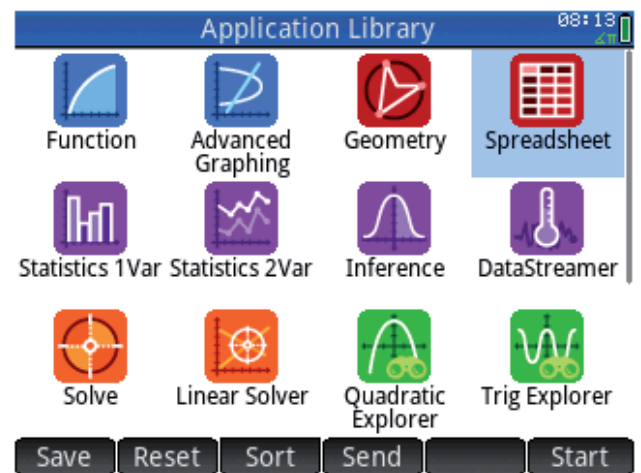 Application Library
08:13
∠π
Function
Advanced Graphing
Geometry
Spreadsheet
Statistics 1Var
Statistics 2Var
Inference
DataStreamer
Solve
Linear Solver
Quadratic Explorer
Trig Explorer
Save
Reset
Sort
Send
Start